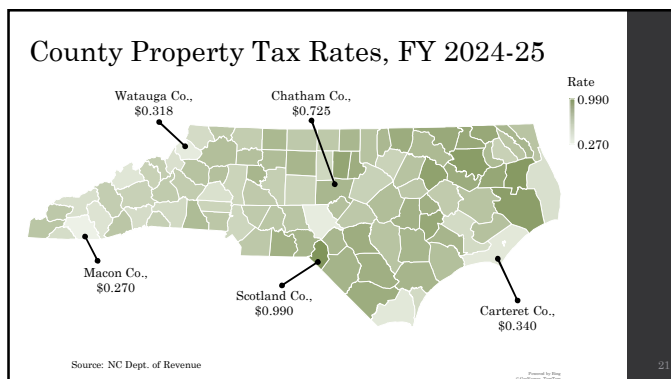 County Property Tax Rates, FY 2024-25
Watauga Co.,
$0.318
Chatham Co.,
$0.725
Rate
0.990
0.270
Macon Co.,
$0.270
Scotland Co.,
$0.990
Carteret Co.,
$0.340
Source: NC Dept. of Revenue
Powered by Bing
© GeoNames, TomTom
21